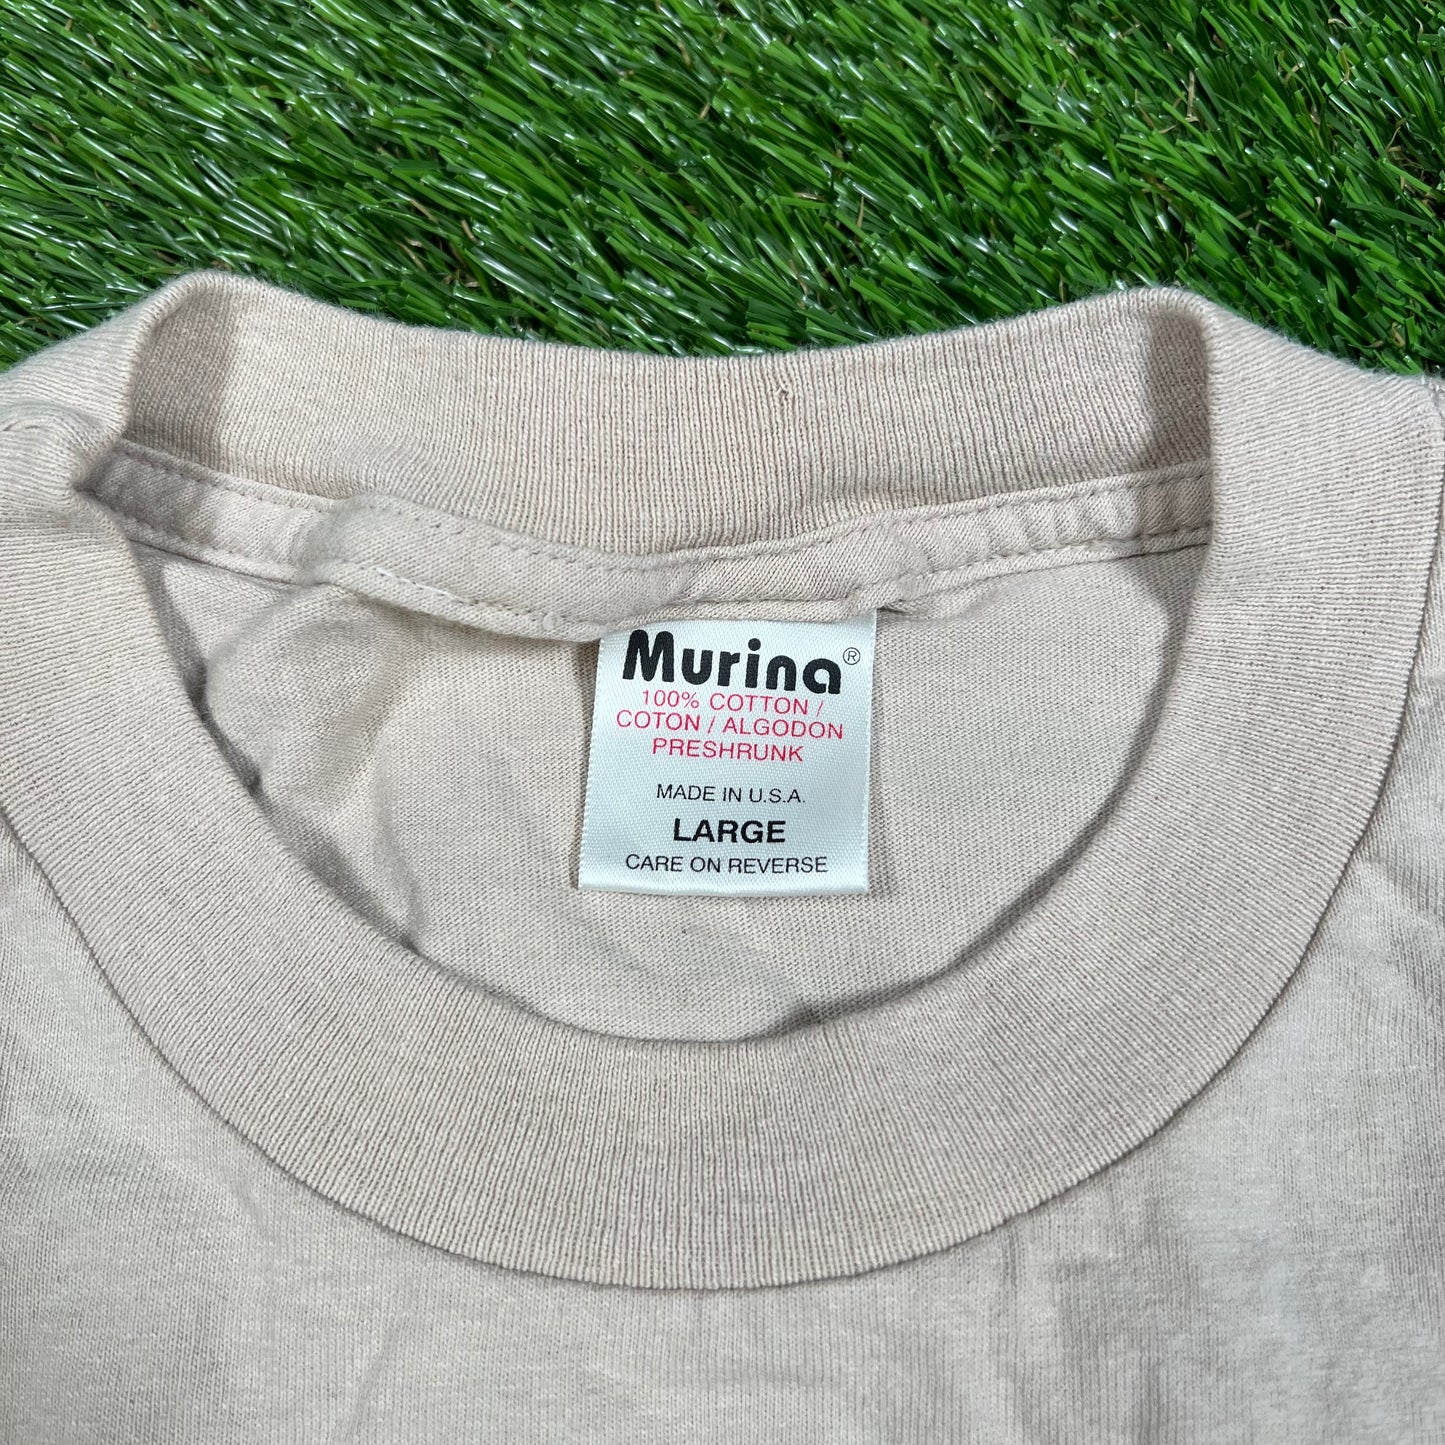 Murina®
100% COTTON /
COTON / ALGODON
PRESHRUNK
MADE IN U.S.A.
LARGE
CARE ON REVERSE